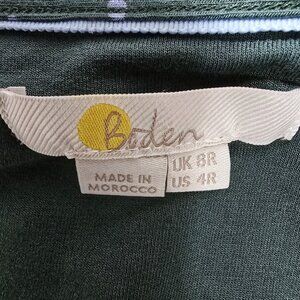 Boden
MADE IN
MOROCCO
UK 8R
US 4R